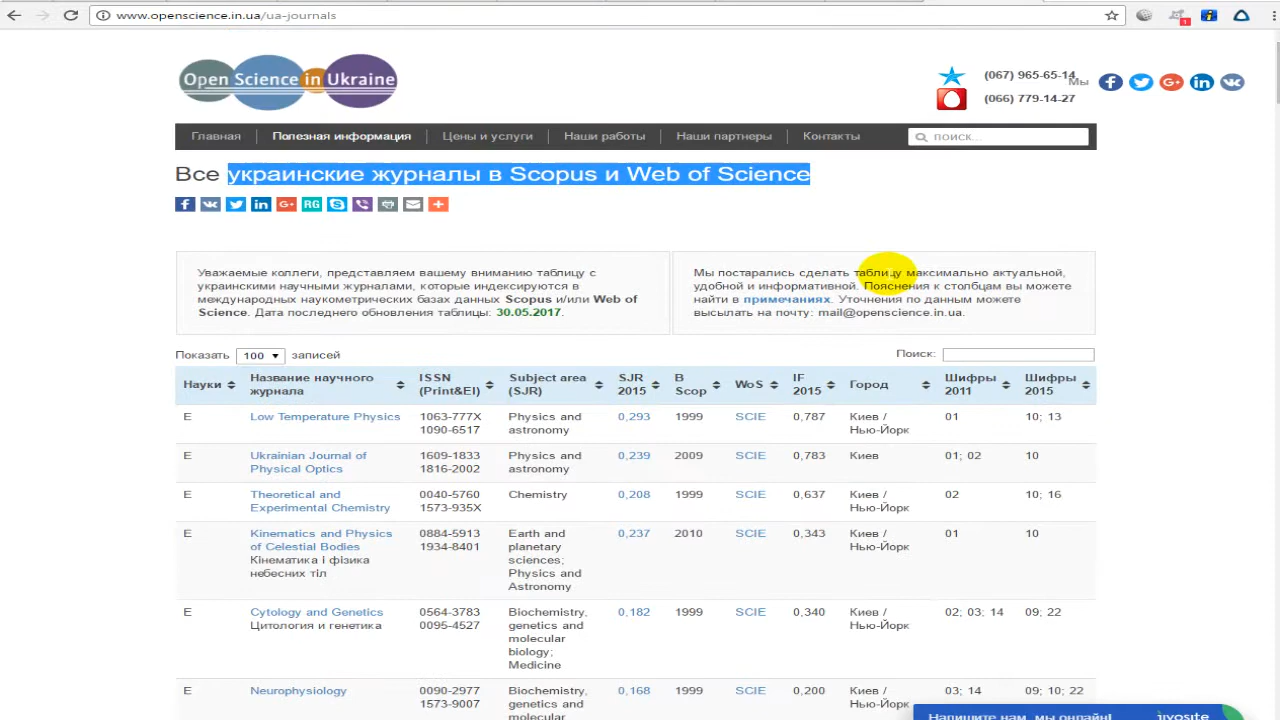 www.openscience.in.ua/ua-journals
1
Open Science in Ukraine
(067) 965-65-14
Мы
(066) 779-14-27
Главная
Полезная информация
Цены и услуги
Наши работы
Наши партнеры
Контакты
поиск...
Все украинские журналы в Scopus и Web of Science
Уважаемые коллеги, представляем вашему вниманию таблицу с
украинскими научными журналами, которые индексируются в
международных наукометрических базах данных Scopus и/или Web of
Science. Дата последнего обновления таблицы: 30.05.2017.
Мы постарались сделать таблицу максимально актуальной,
удобной и информативной. Пояснения к столбцам вы можете
найти в примечаниях. Уточнения по данным можете
высылать на почту: mail@openscience.in.ua.
Показать 100 записей
Поиск:
Науки
Название научного
журнала
ISSN
(Print&EI)
Subject area
(SJR)
SJR
2015
В
Scop
WoS
IF
2015
Город
Шифры
2011
Шифры
2015
E
Low Temperature Physics
1063-777X
1090-6517
Physics and
astronomy
0,293
1999
SCIE
0,787
Киев /
Нью-Йорк
01
10; 13
E
Ukrainian Journal of
Physical Optics
1609-1833
1816-2002
Physics and
astronomy
0,239
2009
SCIE
0,783
Киев
01; 02
10
E
Theoretical and
Experimental Chemistry
0040-5760
1573-935X
Chemistry
0,208
1999
SCIE
0,637
Киев /
Нью-Йорк
02
10; 16
E
Kinematics and Physics
of Celestial Bodies
Кінематика і фізика
небесних тіл
0884-5913
1934-8401
Earth and
planetary
sciences;
Physics and
Astronomy
0,237
2010
SCIE
0,343
Киев /
Нью-Йорк
01
10
E
Cytology and Genetics
Цитология и генетика
0564-3783
0095-4527
Biochemistry,
genetics and
molecular
biology;
Medicine
0,182
1999
SCIE
0,340
Киев /
Нью-Йорк
02; 03; 14
09; 22
E
Neurophysiology
0090-2977
1573-9007
Biochemistry,
genetics and
molecular
0,168
1999
SCIE
0,200
Киев /
Нью-Йорк
03; 14
09; 10; 22
Напишите нам, мы онлайн!
jivosite